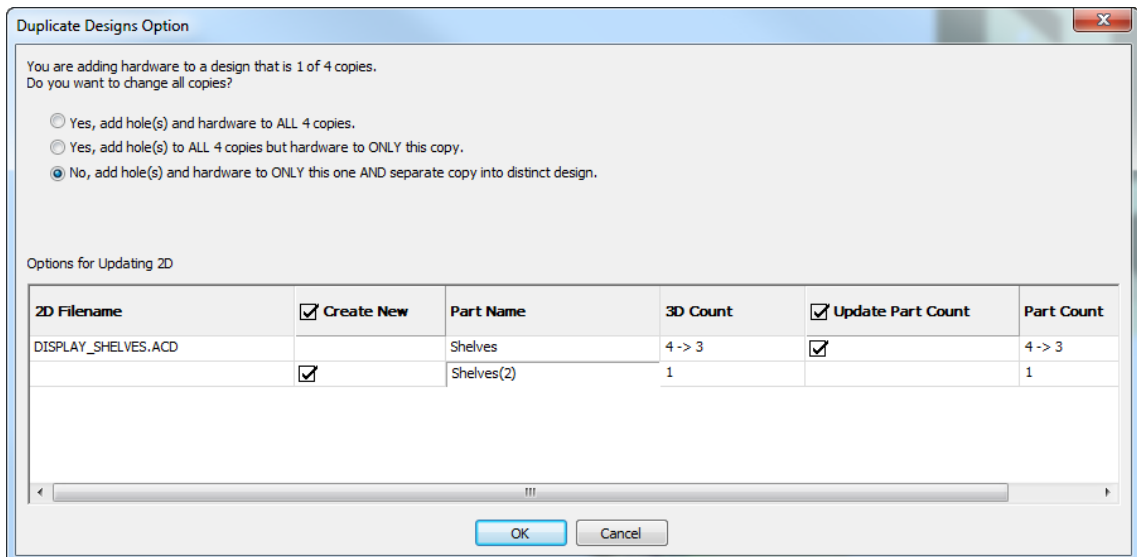 Duplicate Designs Option
You are adding hardware to a design that is 1 of 4 copies.
Do you want to change all copies?
Yes, add hole(s) and hardware to ALL 4 copies.
Yes, add hole(s) to ALL 4 copies but hardware to ONLY this copy.
No, add hole(s) and hardware to ONLY this one AND separate copy into distinct design.
Options for Updating 2D
2D Filename Create New Part Name 3D Count Update Part Count Part Count
DISPLAY_SHELVES.ACD Shelves 4 -> 3 4 -> 3
Shelves(2) 1 1
OK Cancel